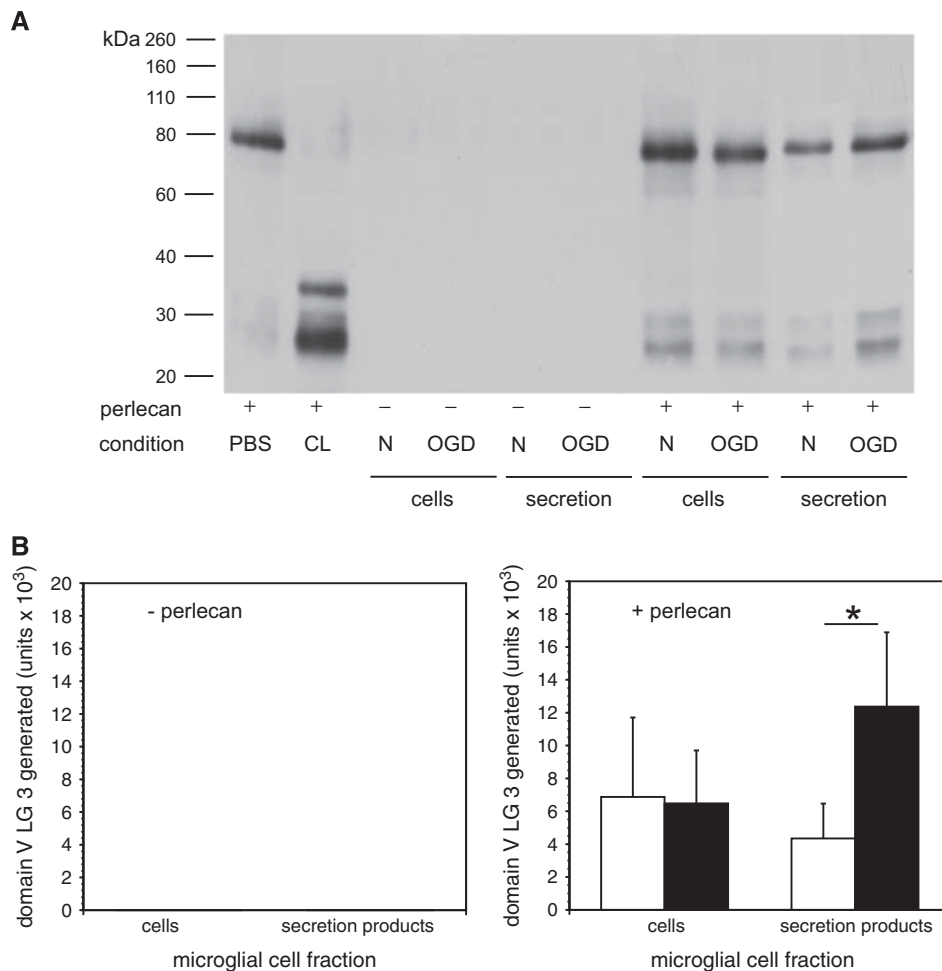 A
kDa 260
160
110
80
60
40
30
20
perlecan + + – – – – + + + +
condition PBS CL N OGD N OGD N OGD N OGD
cells secretion cells secretion
B
domain V LG 3 generated (units x 10³)
20
18
16
14
12
10
8
6
4
2
0
- perlecan
cells secretion products
microglial cell fraction
domain V LG 3 generated (units x 10³)
20
18
16
14
12
10
8
6
4
2
0
+ perlecan
*
cells secretion products
microglial cell fraction